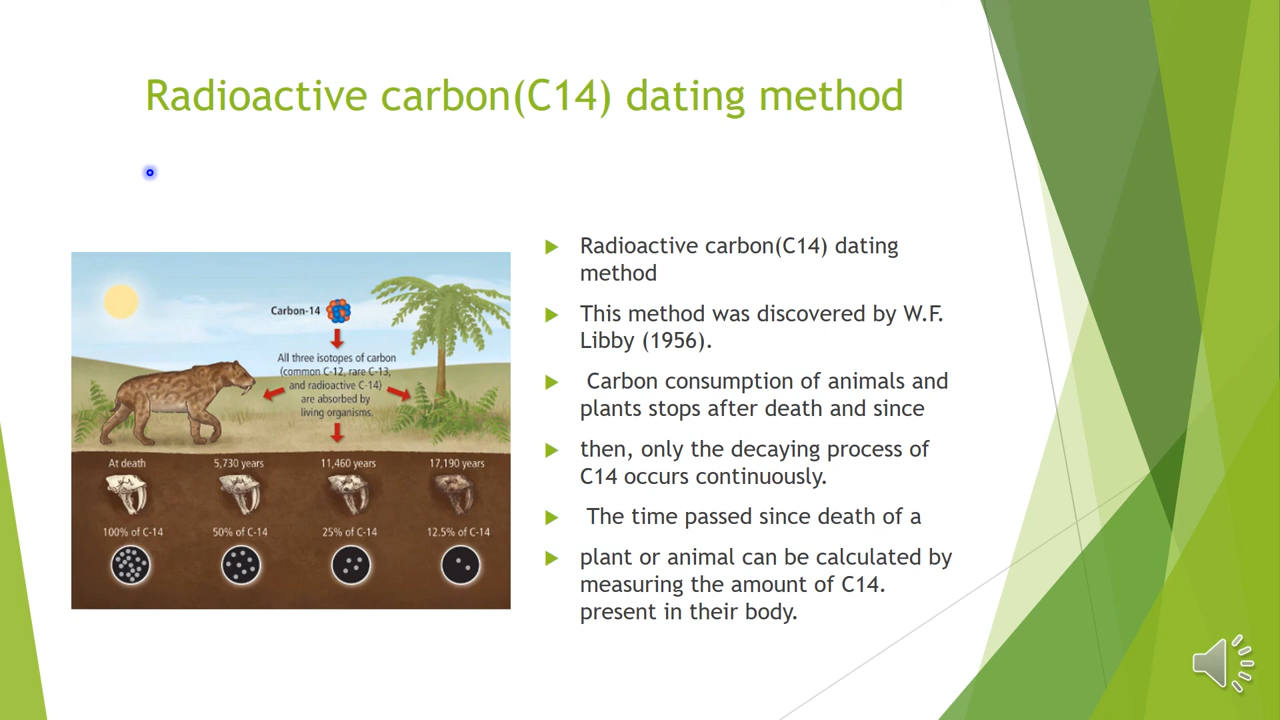 Radioactive carbon(C14) dating method
Carbon-14
All three isotopes of carbon
(common C-12, rare C-13,
and radioactive C-14)
are absorbed by
living organisms.
At death
5,730 years
11,460 years
17,190 years
100% of C-14
50% of C-14
25% of C-14
12.5% of C-14
Radioactive carbon(C14) dating
method
This method was discovered by W.F.
Libby (1956).
Carbon consumption of animals and
plants stops after death and since
then, only the decaying process of
C14 occurs continuously.
The time passed since death of a
plant or animal can be calculated by
measuring the amount of C14.
present in their body.